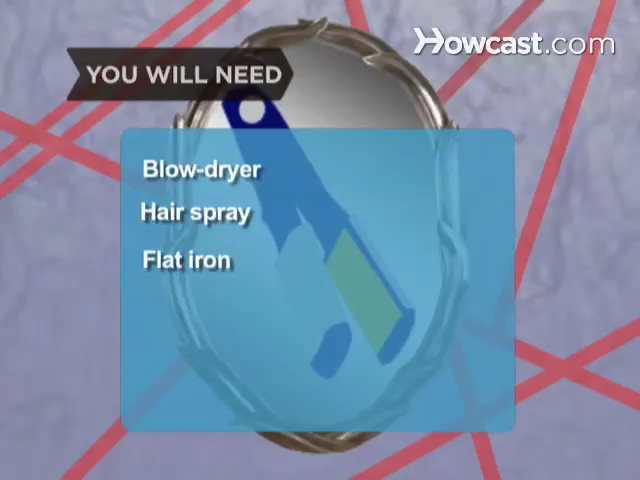 Howcast.com
YOU WILL NEED
Blow-dryer
Hair spray
Flat iron